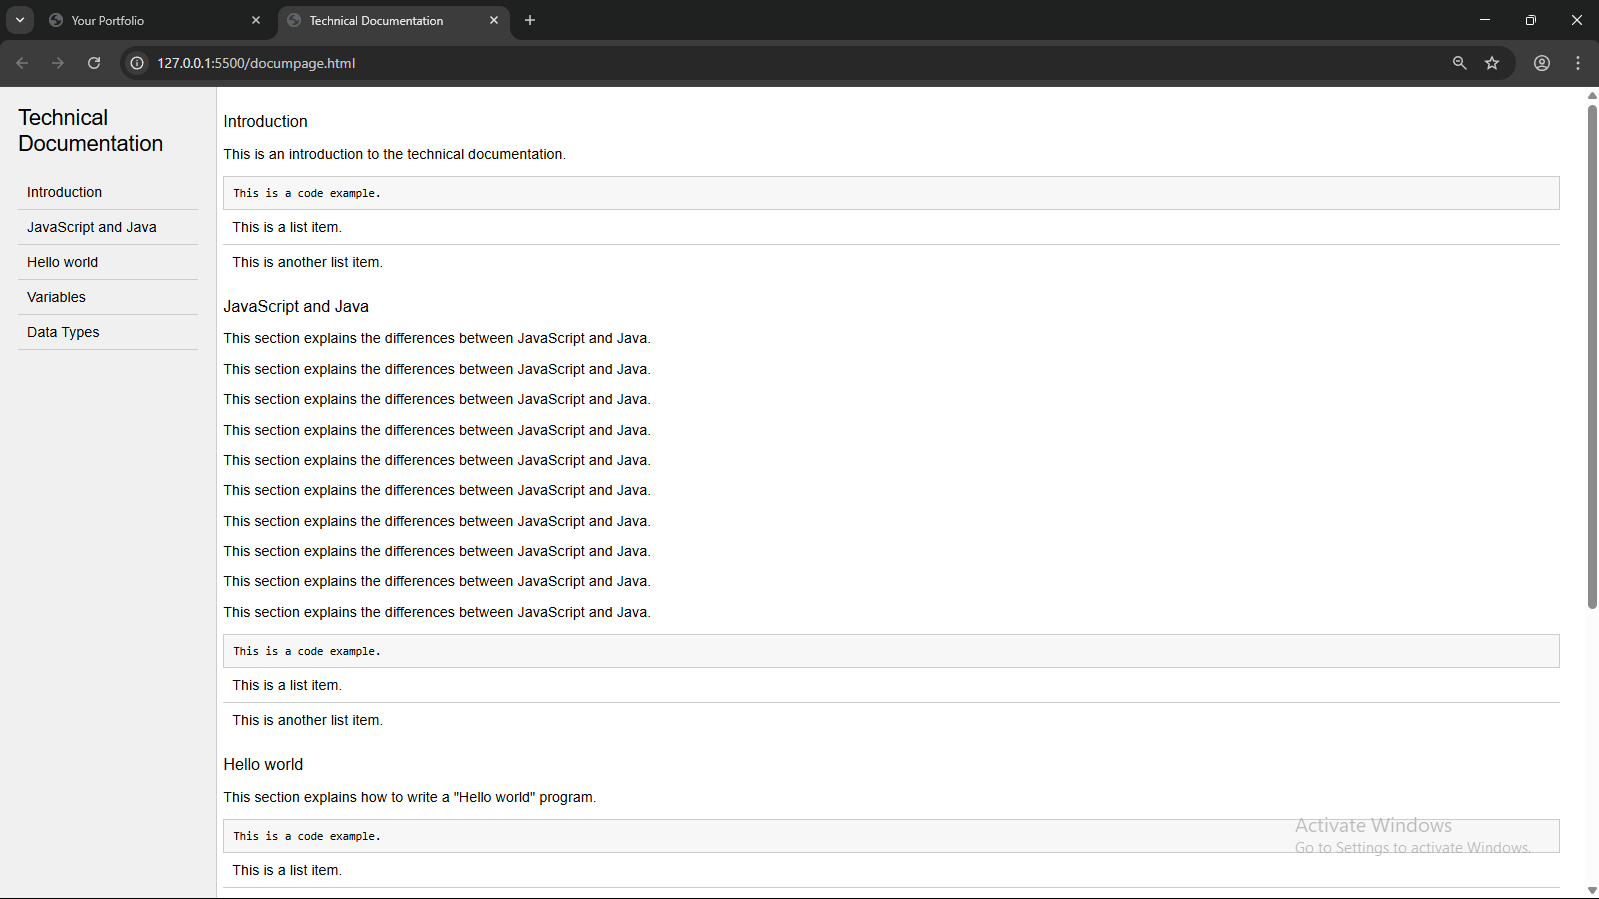 Your Portfolio
Technical Documentation
127.0.0.1:5500/documpage.html
Technical
Documentation
Introduction
JavaScript and Java
Hello world
Variables
Data Types
Introduction
This is an introduction to the technical documentation.
This is a code example.
This is a list item.
This is another list item.
JavaScript and Java
This section explains the differences between JavaScript and Java.
This section explains the differences between JavaScript and Java.
This section explains the differences between JavaScript and Java.
This section explains the differences between JavaScript and Java.
This section explains the differences between JavaScript and Java.
This section explains the differences between JavaScript and Java.
This section explains the differences between JavaScript and Java.
This section explains the differences between JavaScript and Java.
This section explains the differences between JavaScript and Java.
This section explains the differences between JavaScript and Java.
This is a code example.
This is a list item.
This is another list item.
Hello world
This section explains how to write a "Hello world" program.
This is a code example.
This is a list item.
Activate Windows
Go to Settings to activate Windows.